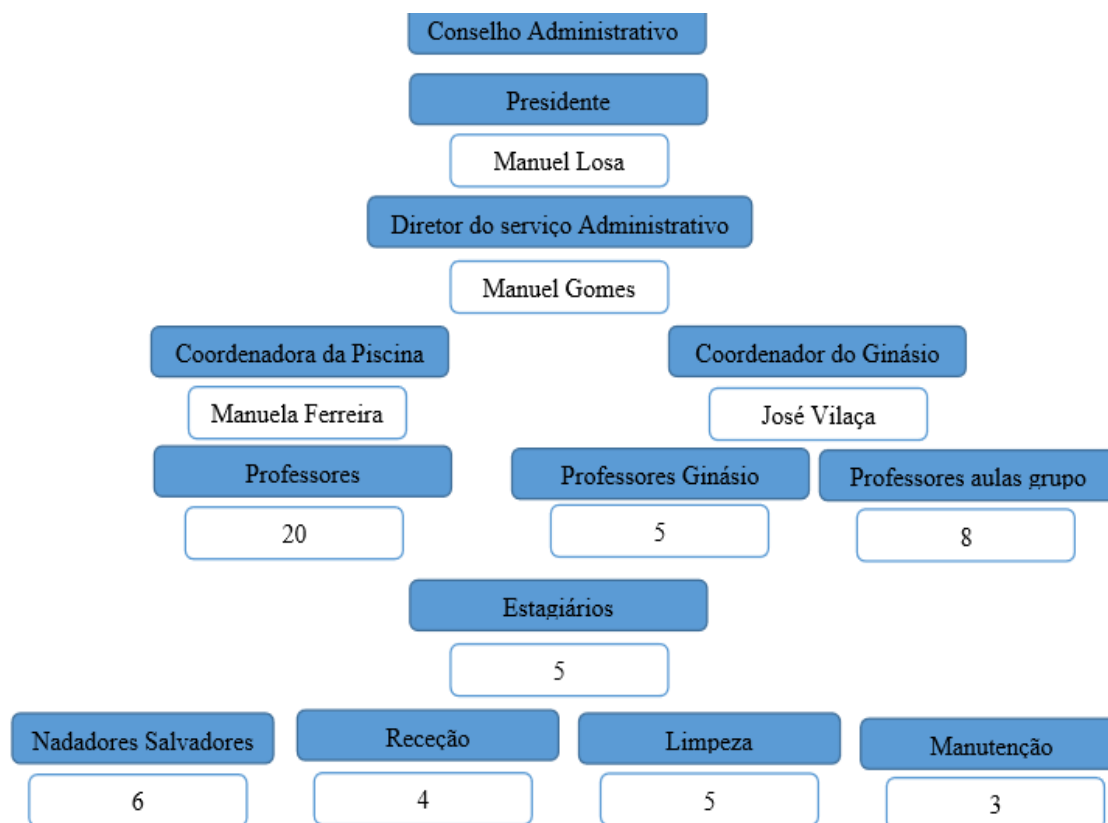 Conselho Administrativo
Presidente
Manuel Losa
Diretor do serviço Administrativo
Manuel Gomes
Coordenadora da Piscina
Coordenador do Ginásio
Manuela Ferreira
José Vilaça
Professores
Professores Ginásio
Professores aulas grupo
20
5
8
Estagiários
5
Nadadores Salvadores
Receção
Limpeza
Manutenção
6
4
5
3